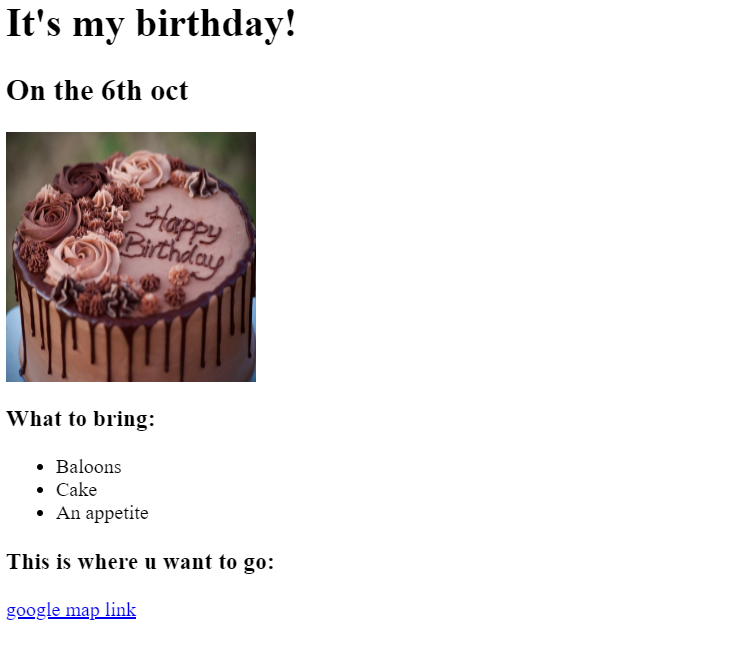 It's my birthday!
On the 6th oct
Happy
Birthday
What to bring:
Baloons
Cake
An appetite
This is where u want to go:
google map link